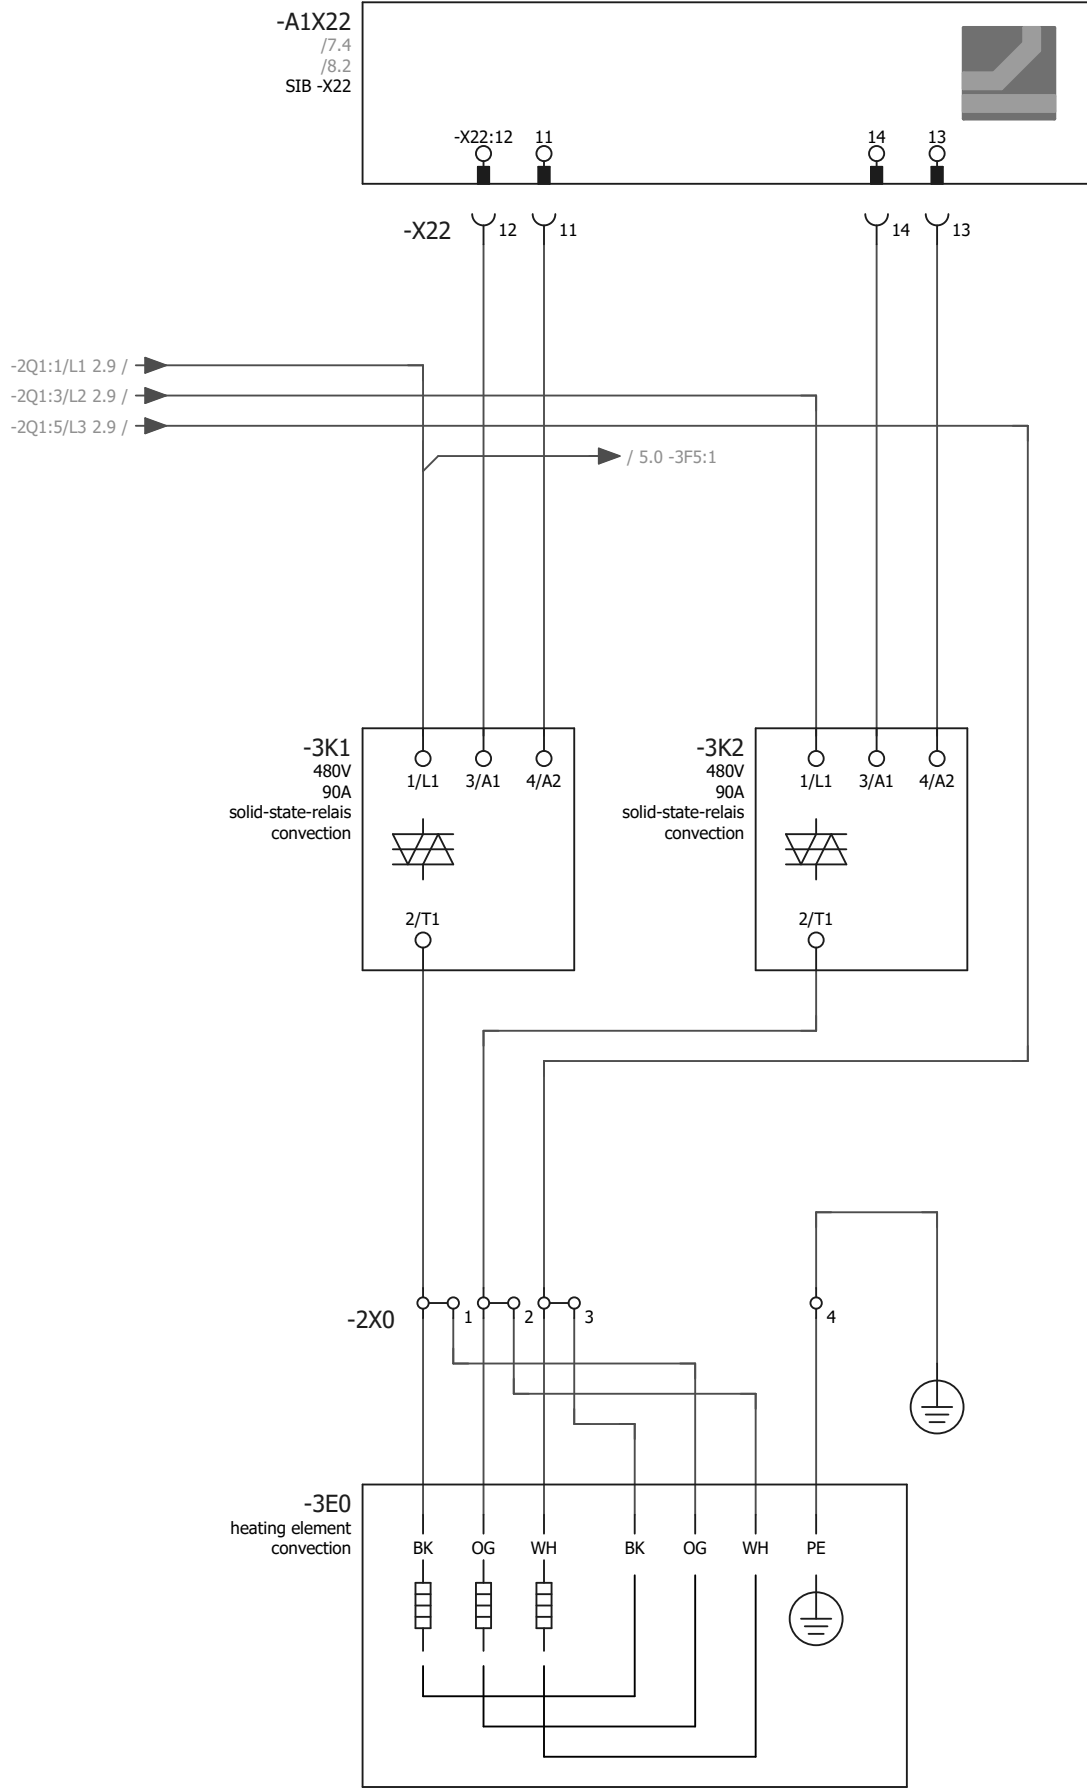 -A1X22
/7.4
/8.2
SIB -X22
-X22:12 11 14 13
-X22 12 11 14 13
-2Q1:1/L1 2.9 /
-2Q1:3/L2 2.9 /
-2Q1:5/L3 2.9 /
/ 5.0 -3F5:1
-3K1
480V
90A
solid-state-relais
convection
1/L1 3/A1 4/A2
2/T1
-3K2
480V
90A
solid-state-relais
convection
1/L1 3/A1 4/A2
2/T1
-2X0 1 2 3 4
-3E0
heating element
convection
BK OG WH BK OG WH PE